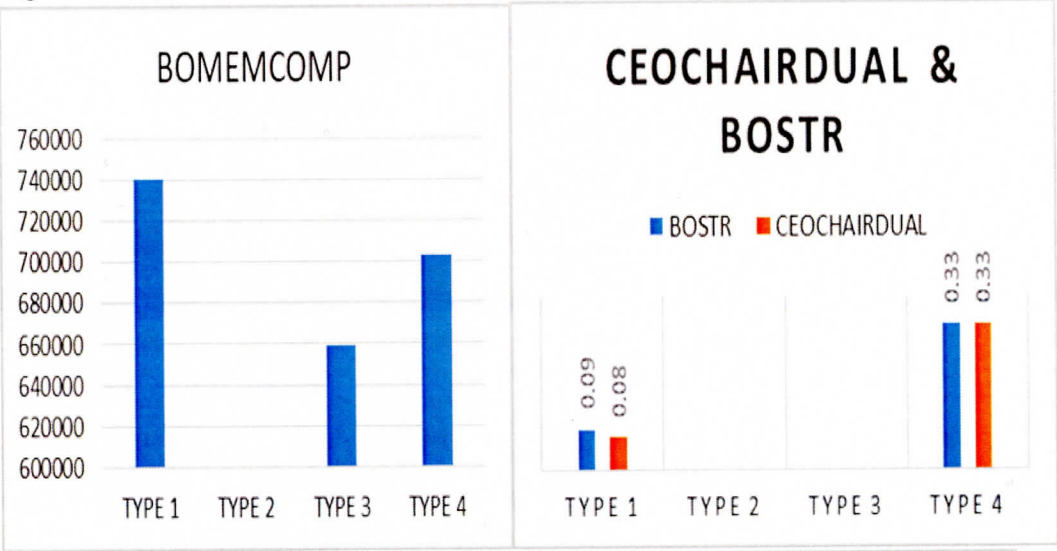 BOMEMCOMP
760000
740000
720000
700000
680000
660000
640000
620000
600000
TYPE 1 TYPE 2 TYPE 3 TYPE 4
CEOCHAIRDUAL &
BOSTR
BOSTR CEOCHAIRDUAL
0.09 0.08 0.33 0.33
TYPE 1 TYPE 2 TYPE 3 TYPE 4